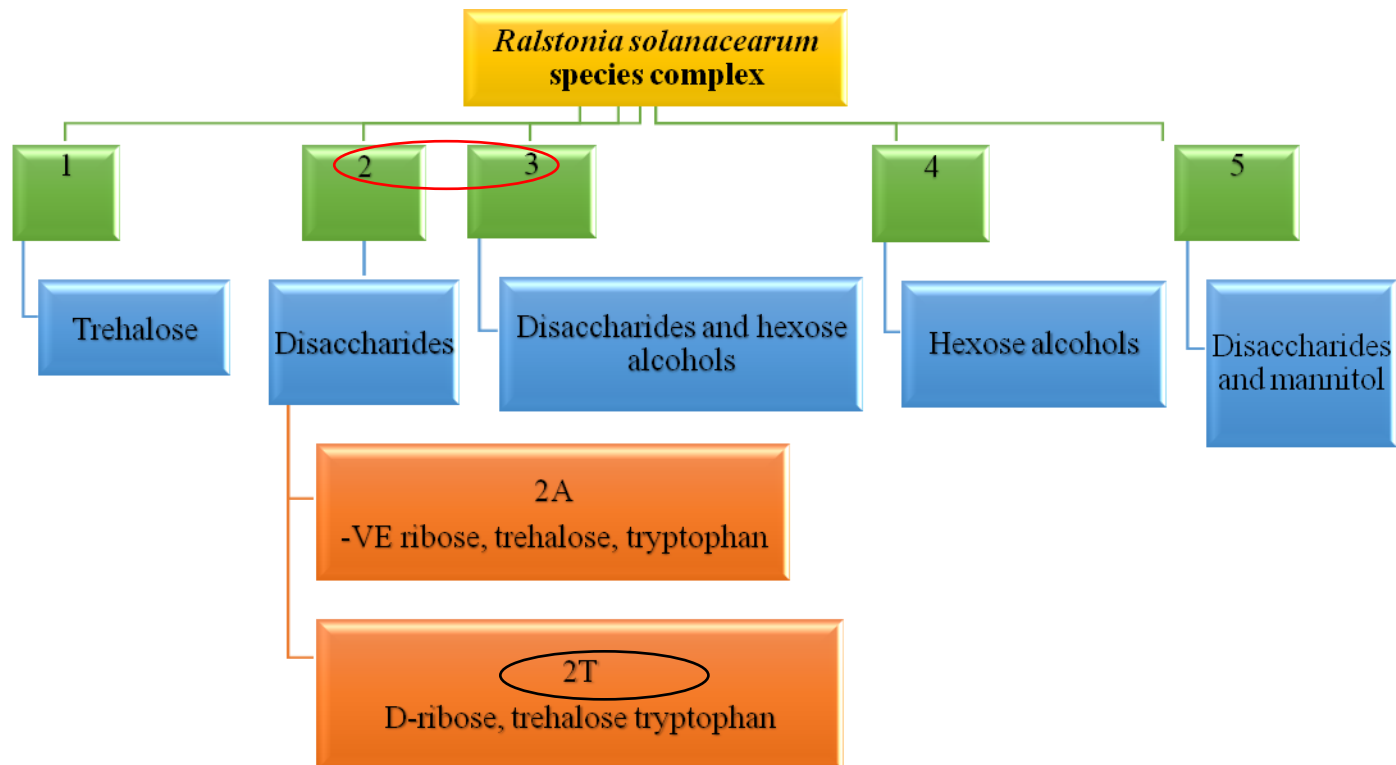 Ralstonia solanacearum
species complex
1
2
3
4
5
Trehalose
Disaccharides
Disaccharides and hexose
alcohols
Hexose alcohols
Disaccharides
and mannitol
2A
-VE ribose, trehalose, tryptophan
2T
D-ribose, trehalose tryptophan